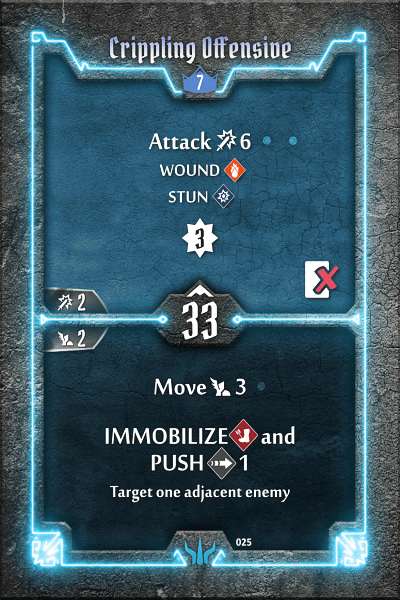 Crippling Offensive
7
Attack 6
WOUND
STUN
3
2
33
2
Move 3
IMMOBILIZE and
PUSH 1
Target one adjacent enemy
025